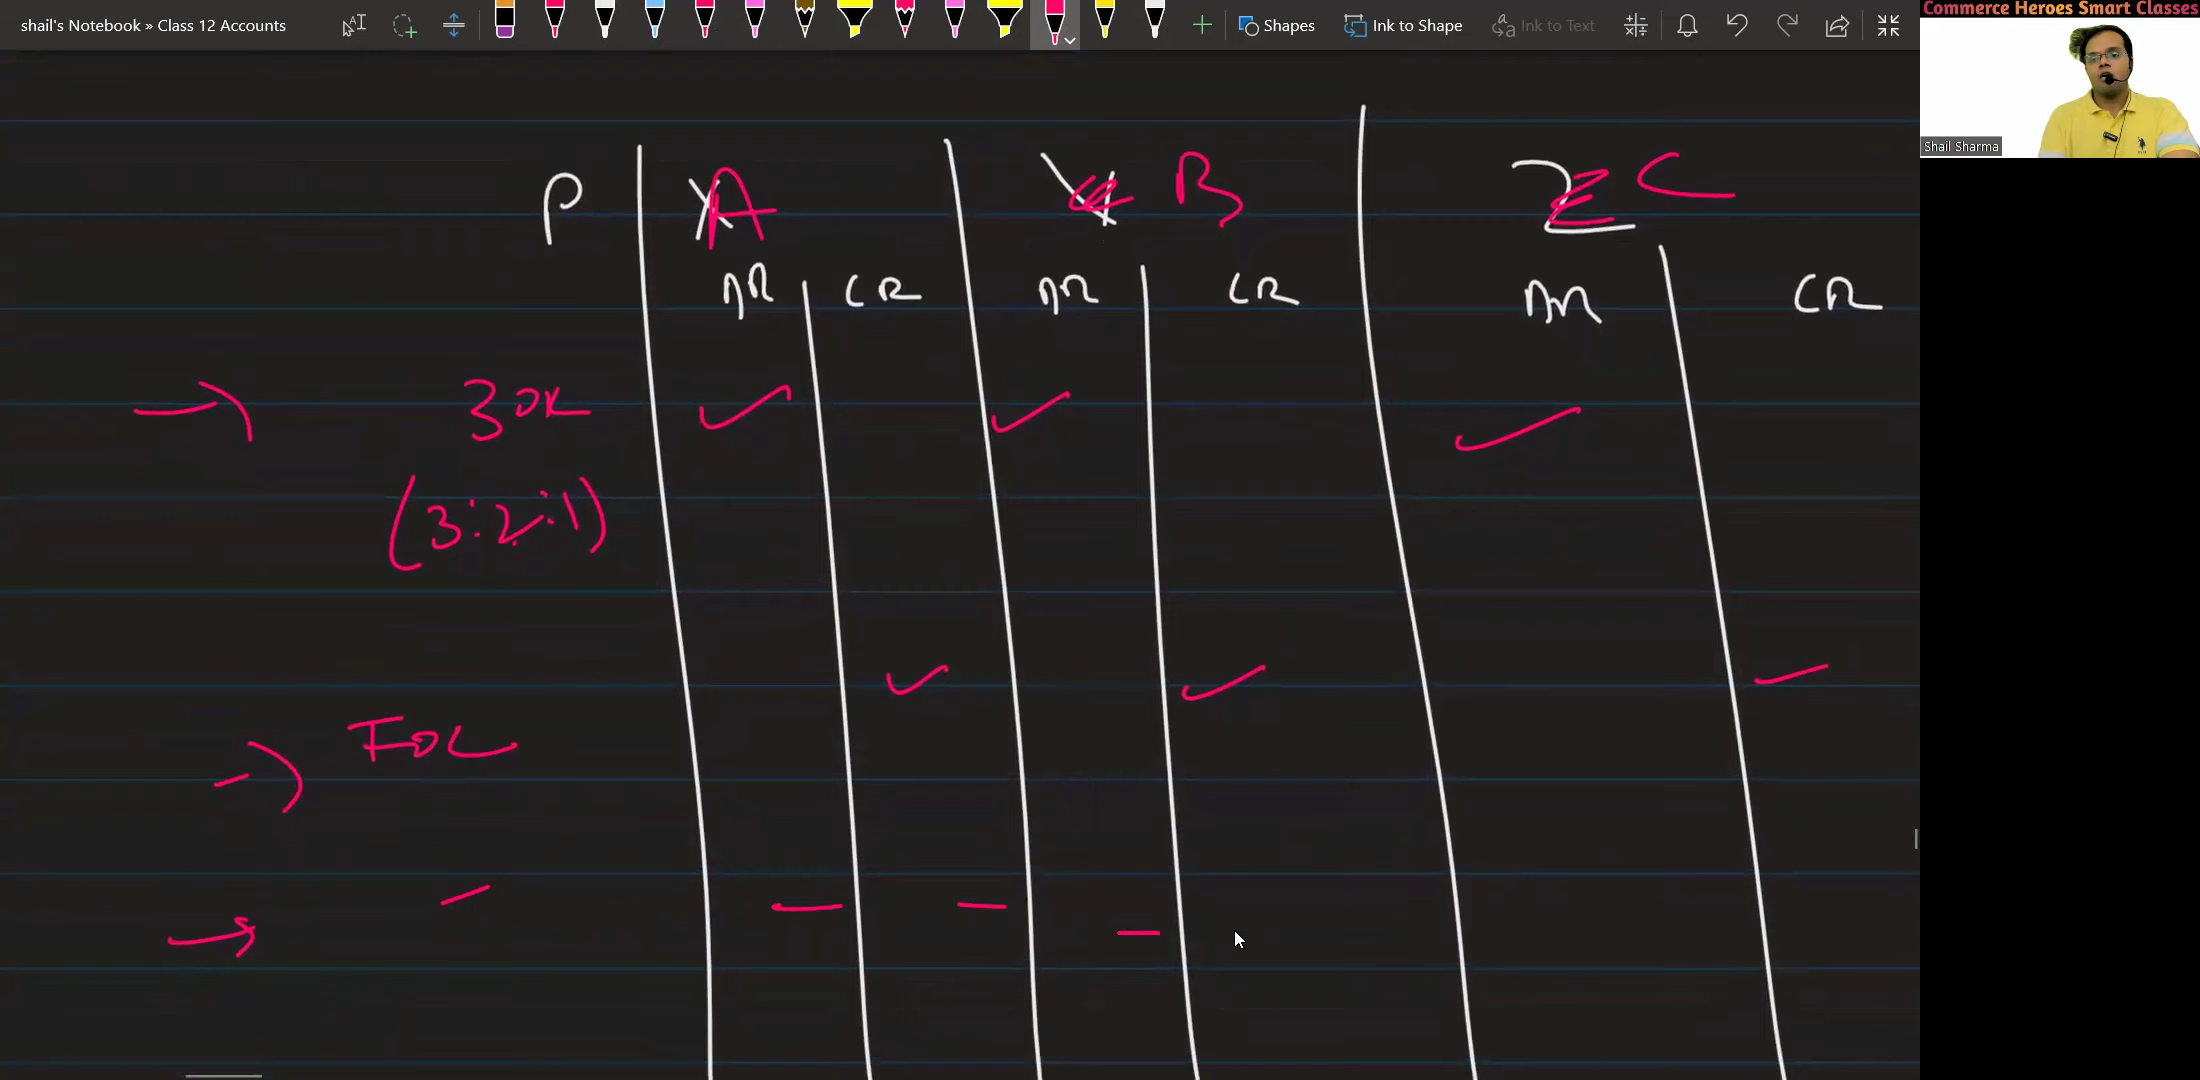 shail's Notebook » Class 12 Accounts
Shapes
Ink to Shape
Ink to Text
Commerce Heroes Smart Classes
Shail Sharma
P X A Y B Z C
DR CR DR CR DR CR
30K
(3:2:1)